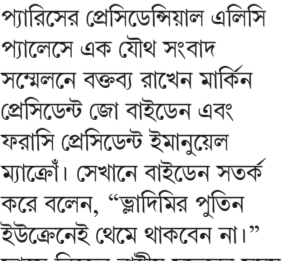 প্যারিসের প্রেসিডেন্সিয়াল এলিসি
প্যালেসে এক যৌথ সংবাদ
সম্মেলনে বক্তব্য রাখেন মার্কিন
প্রেসিডেন্ট জো বাইডেন এবং
ফরাসি প্রেসিডেন্ট ইমানুয়েল
ম্যাক্রোঁ। সেখানে বাইডেন সতর্ক
করে বলেন, “ভ্লাদিমির পুতিন
ইউক্রেনেই থেমে থাকবেন না।”